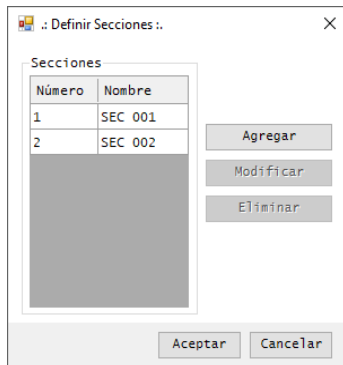 .: Definir Secciones :.
Secciones
Número Nombre
1 SEC 001
2 SEC 002
Agregar
Modificar
Eliminar
Aceptar Cancelar